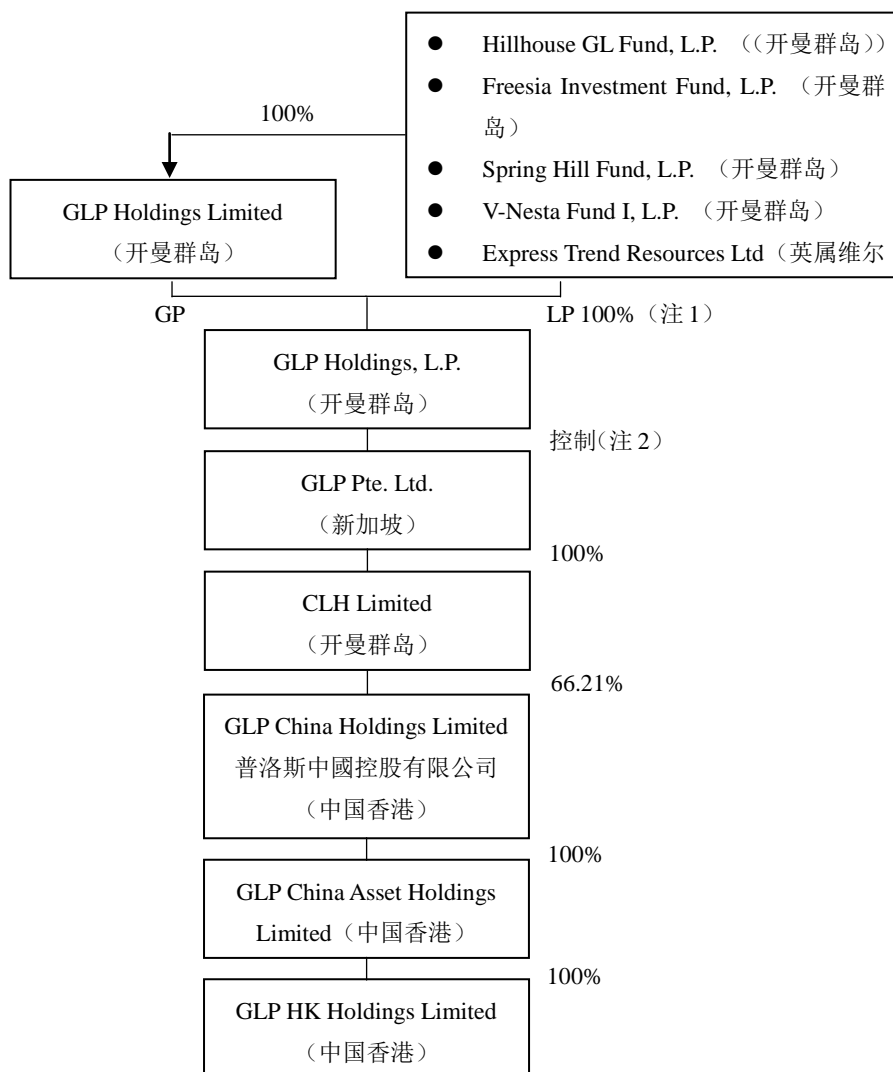 ● Hillhouse GL Fund, L.P. （(开曼群岛)）
● Freesia Investment Fund, L.P. （开曼群
岛）
● Spring Hill Fund, L.P. （开曼群岛）
● V-Nesta Fund I, L.P. （开曼群岛）
● Express Trend Resources Ltd（英属维尔
100%
GLP Holdings Limited
（开曼群岛）
GP
LP 100%（注 1）
GLP Holdings, L.P.
（开曼群岛）
控制（注 2）
GLP Pte. Ltd.
（新加坡）
100%
CLH Limited
（开曼群岛）
66.21%
GLP China Holdings Limited
普洛斯中國控股有限公司
（中国香港）
100%
GLP China Asset Holdings
Limited（中国香港）
100%
GLP HK Holdings Limited
（中国香港）